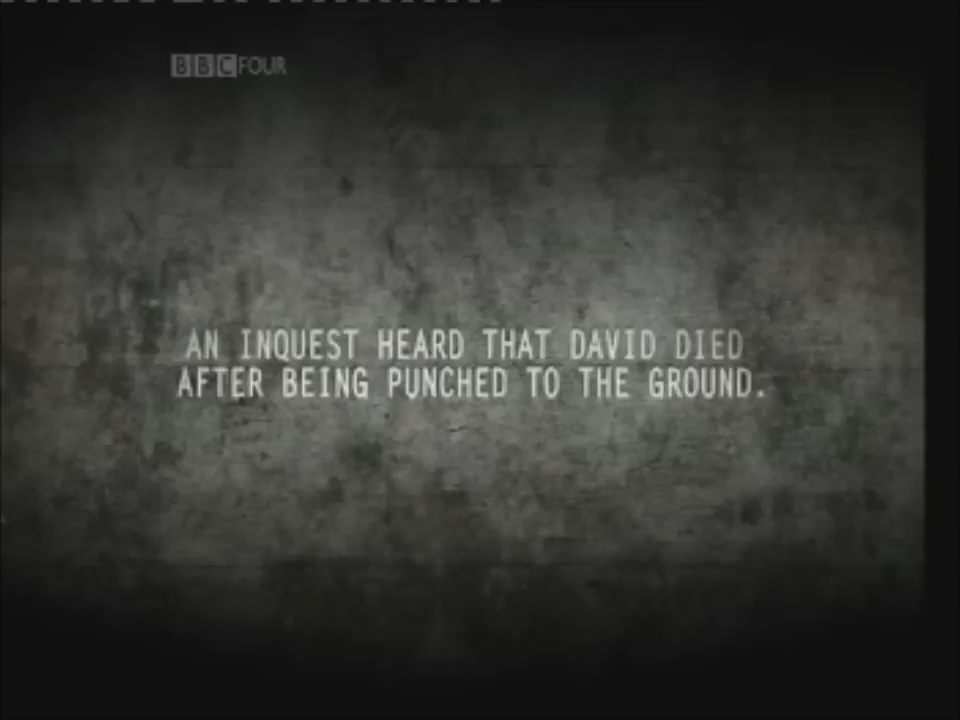 BBC FOUR
AN INQUEST HEARD THAT DAVID DIED
AFTER BEING PUNCHED TO THE GROUND.